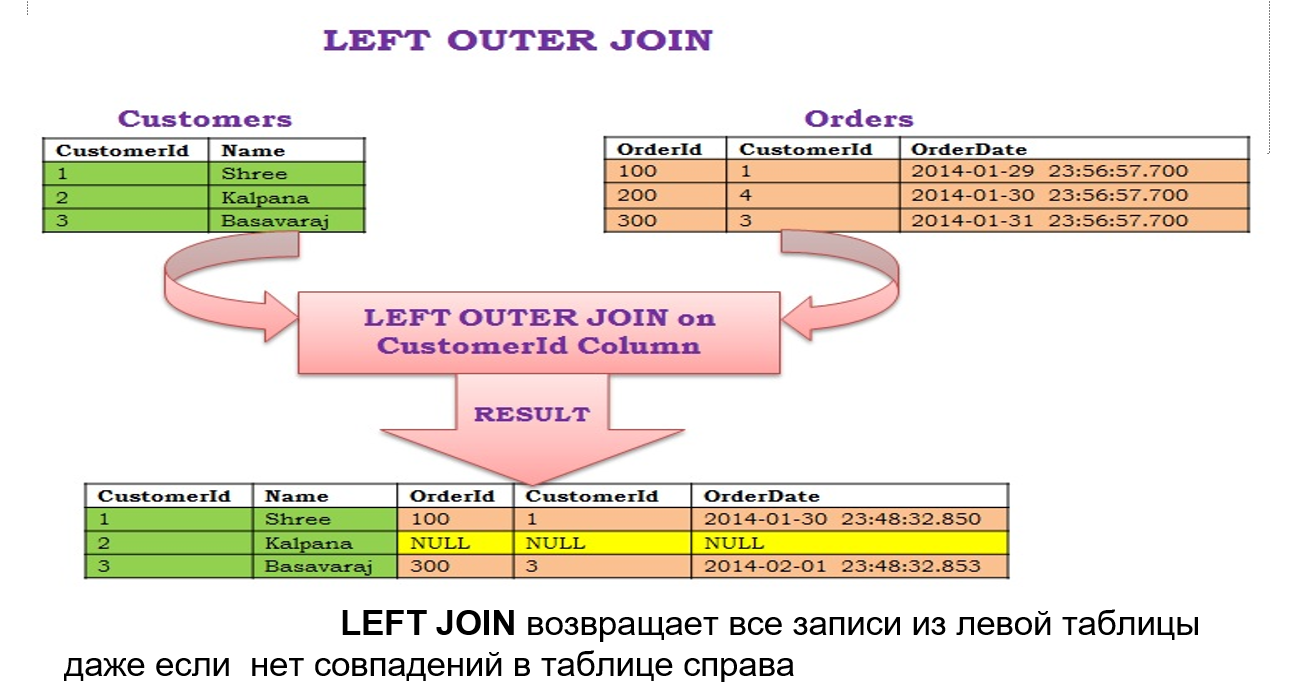 LEFT OUTER JOIN
Customers
CustomerId Name
1 Shree
2 Kalpana
3 Basavaraj
Orders
OrderId CustomerId OrderDate
100 1 2014-01-29 23:56:57.700
200 4 2014-01-30 23:56:57.700
300 3 2014-01-31 23:56:57.700
LEFT OUTER JOIN on
CustomerId Column
RESULT
CustomerId Name OrderId CustomerId OrderDate
1 Shree 100 1 2014-01-30 23:48:32.850
2 Kalpana NULL NULL NULL
3 Basavaraj 300 3 2014-02-01 23:48:32.853
LEFT JOIN возвращает все записи из левой таблицы
даже если нет совпадений в таблице справа